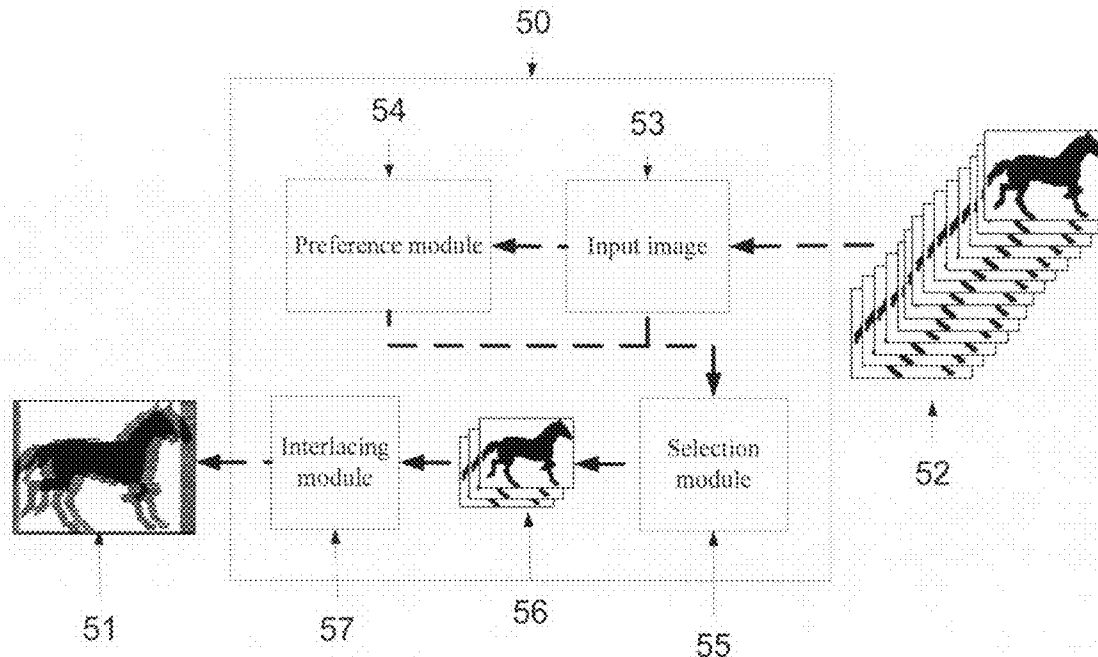 50
54
53
Preference module
Input image
52
Interlacing
module
Selection
module
51
57
56
55